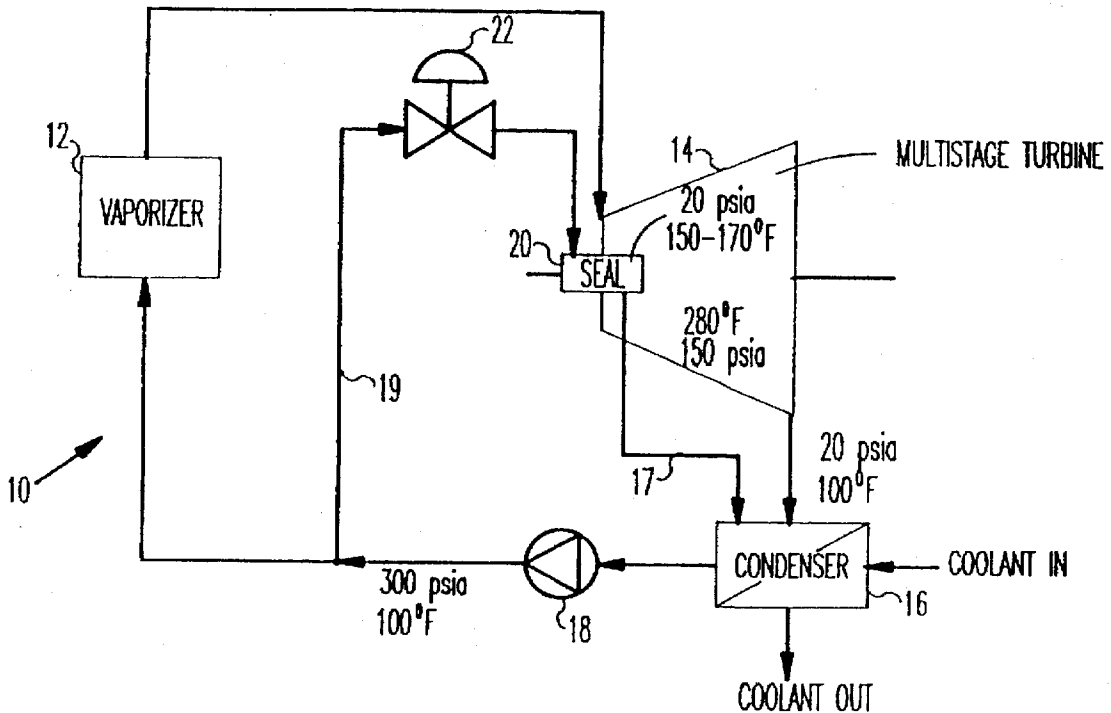 22
12
VAPORIZER
14
MULTISTAGE TURBINE
20 psia
150-170°F
20
SEAL
280°F
150 psia
19
10
17
20 psia
100°F
300 psia
100°F
18
CONDENSER
COOLANT IN
16
COOLANT OUT